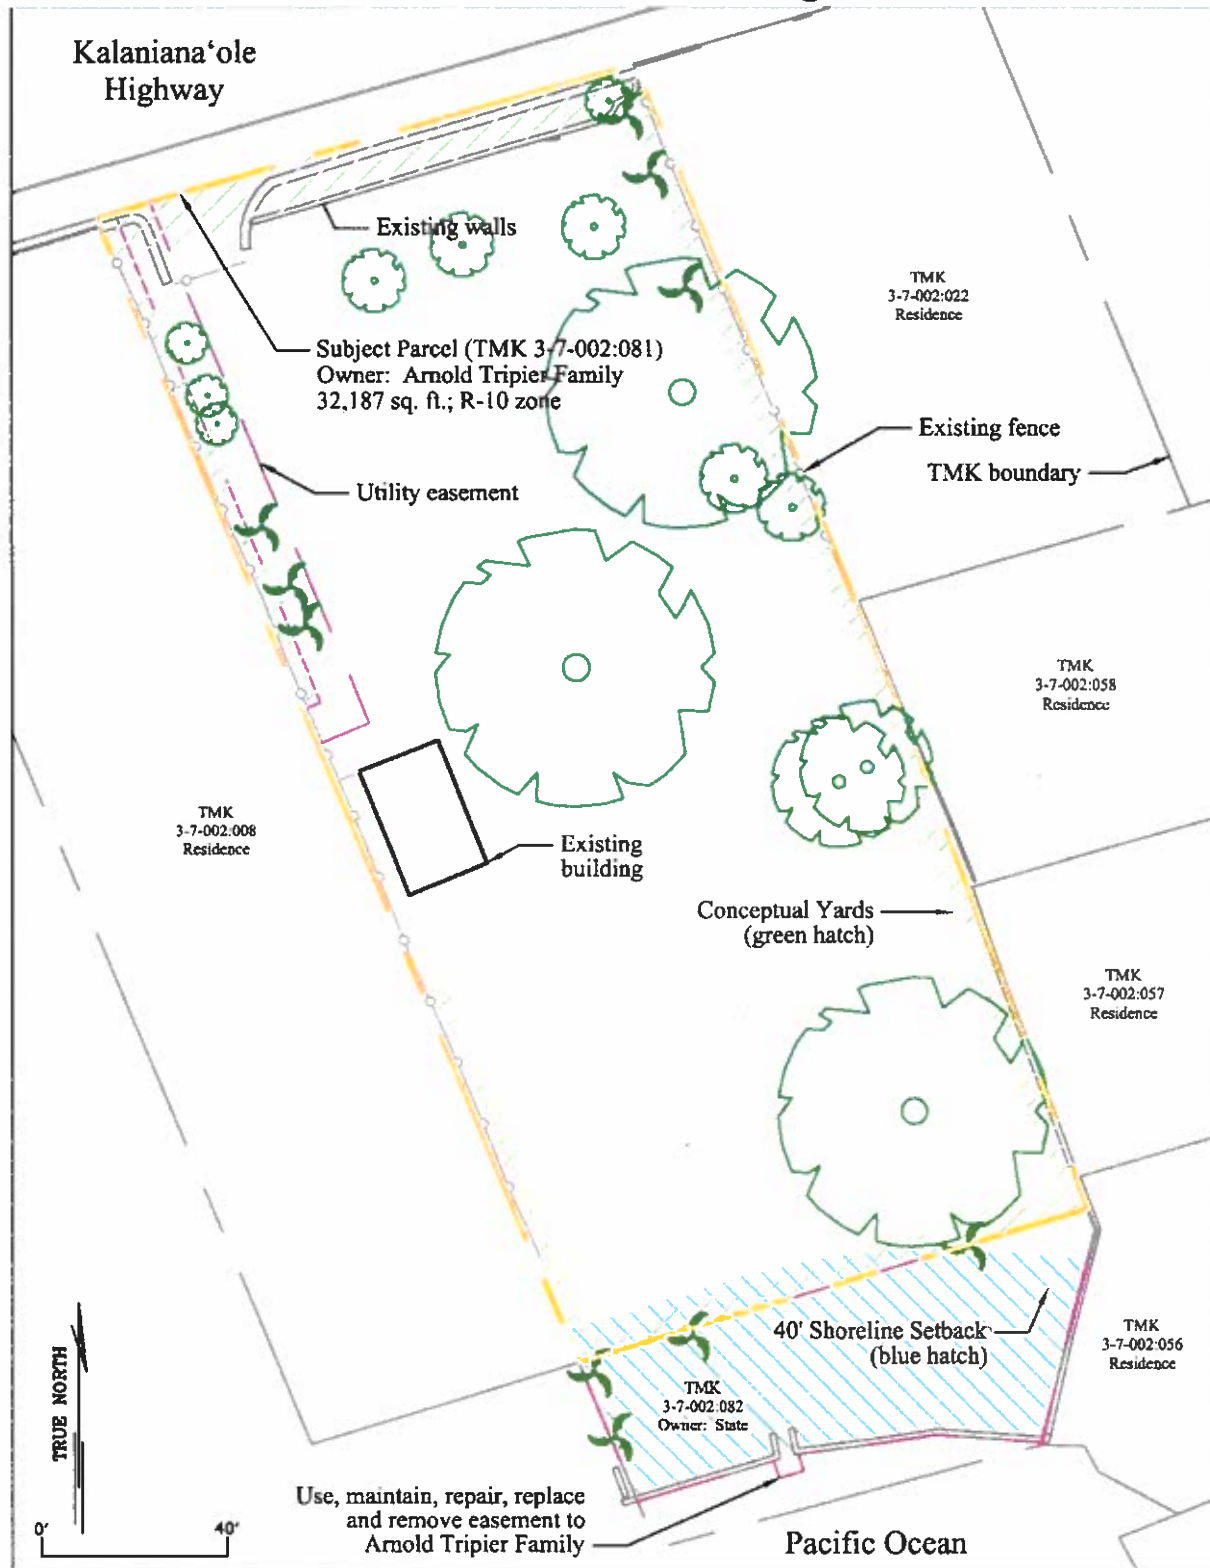 Kalaniana‘ole
Highway
Existing walls
TMK
3-7-002:022
Residence
Subject Parcel (TMK 3-7-002:081)
Owner: Arnold Tripier Family
32,187 sq. ft.; R-10 zone
Existing fence
TMK boundary
Utility easement
TMK
3-7-002:058
Residence
TMK
3-7-002:008
Residence
Existing
building
Conceptual Yards
(green hatch)
TMK
3-7-002:057
Residence
40' Shoreline Setback
(blue hatch)
TMK
3-7-002:056
Residence
TMK
3-7-002:082
Owner: State
TRUE NORTH
Use, maintain, repair, replace
and remove easement to
Arnold Tripier Family
0'
40'
Pacific Ocean